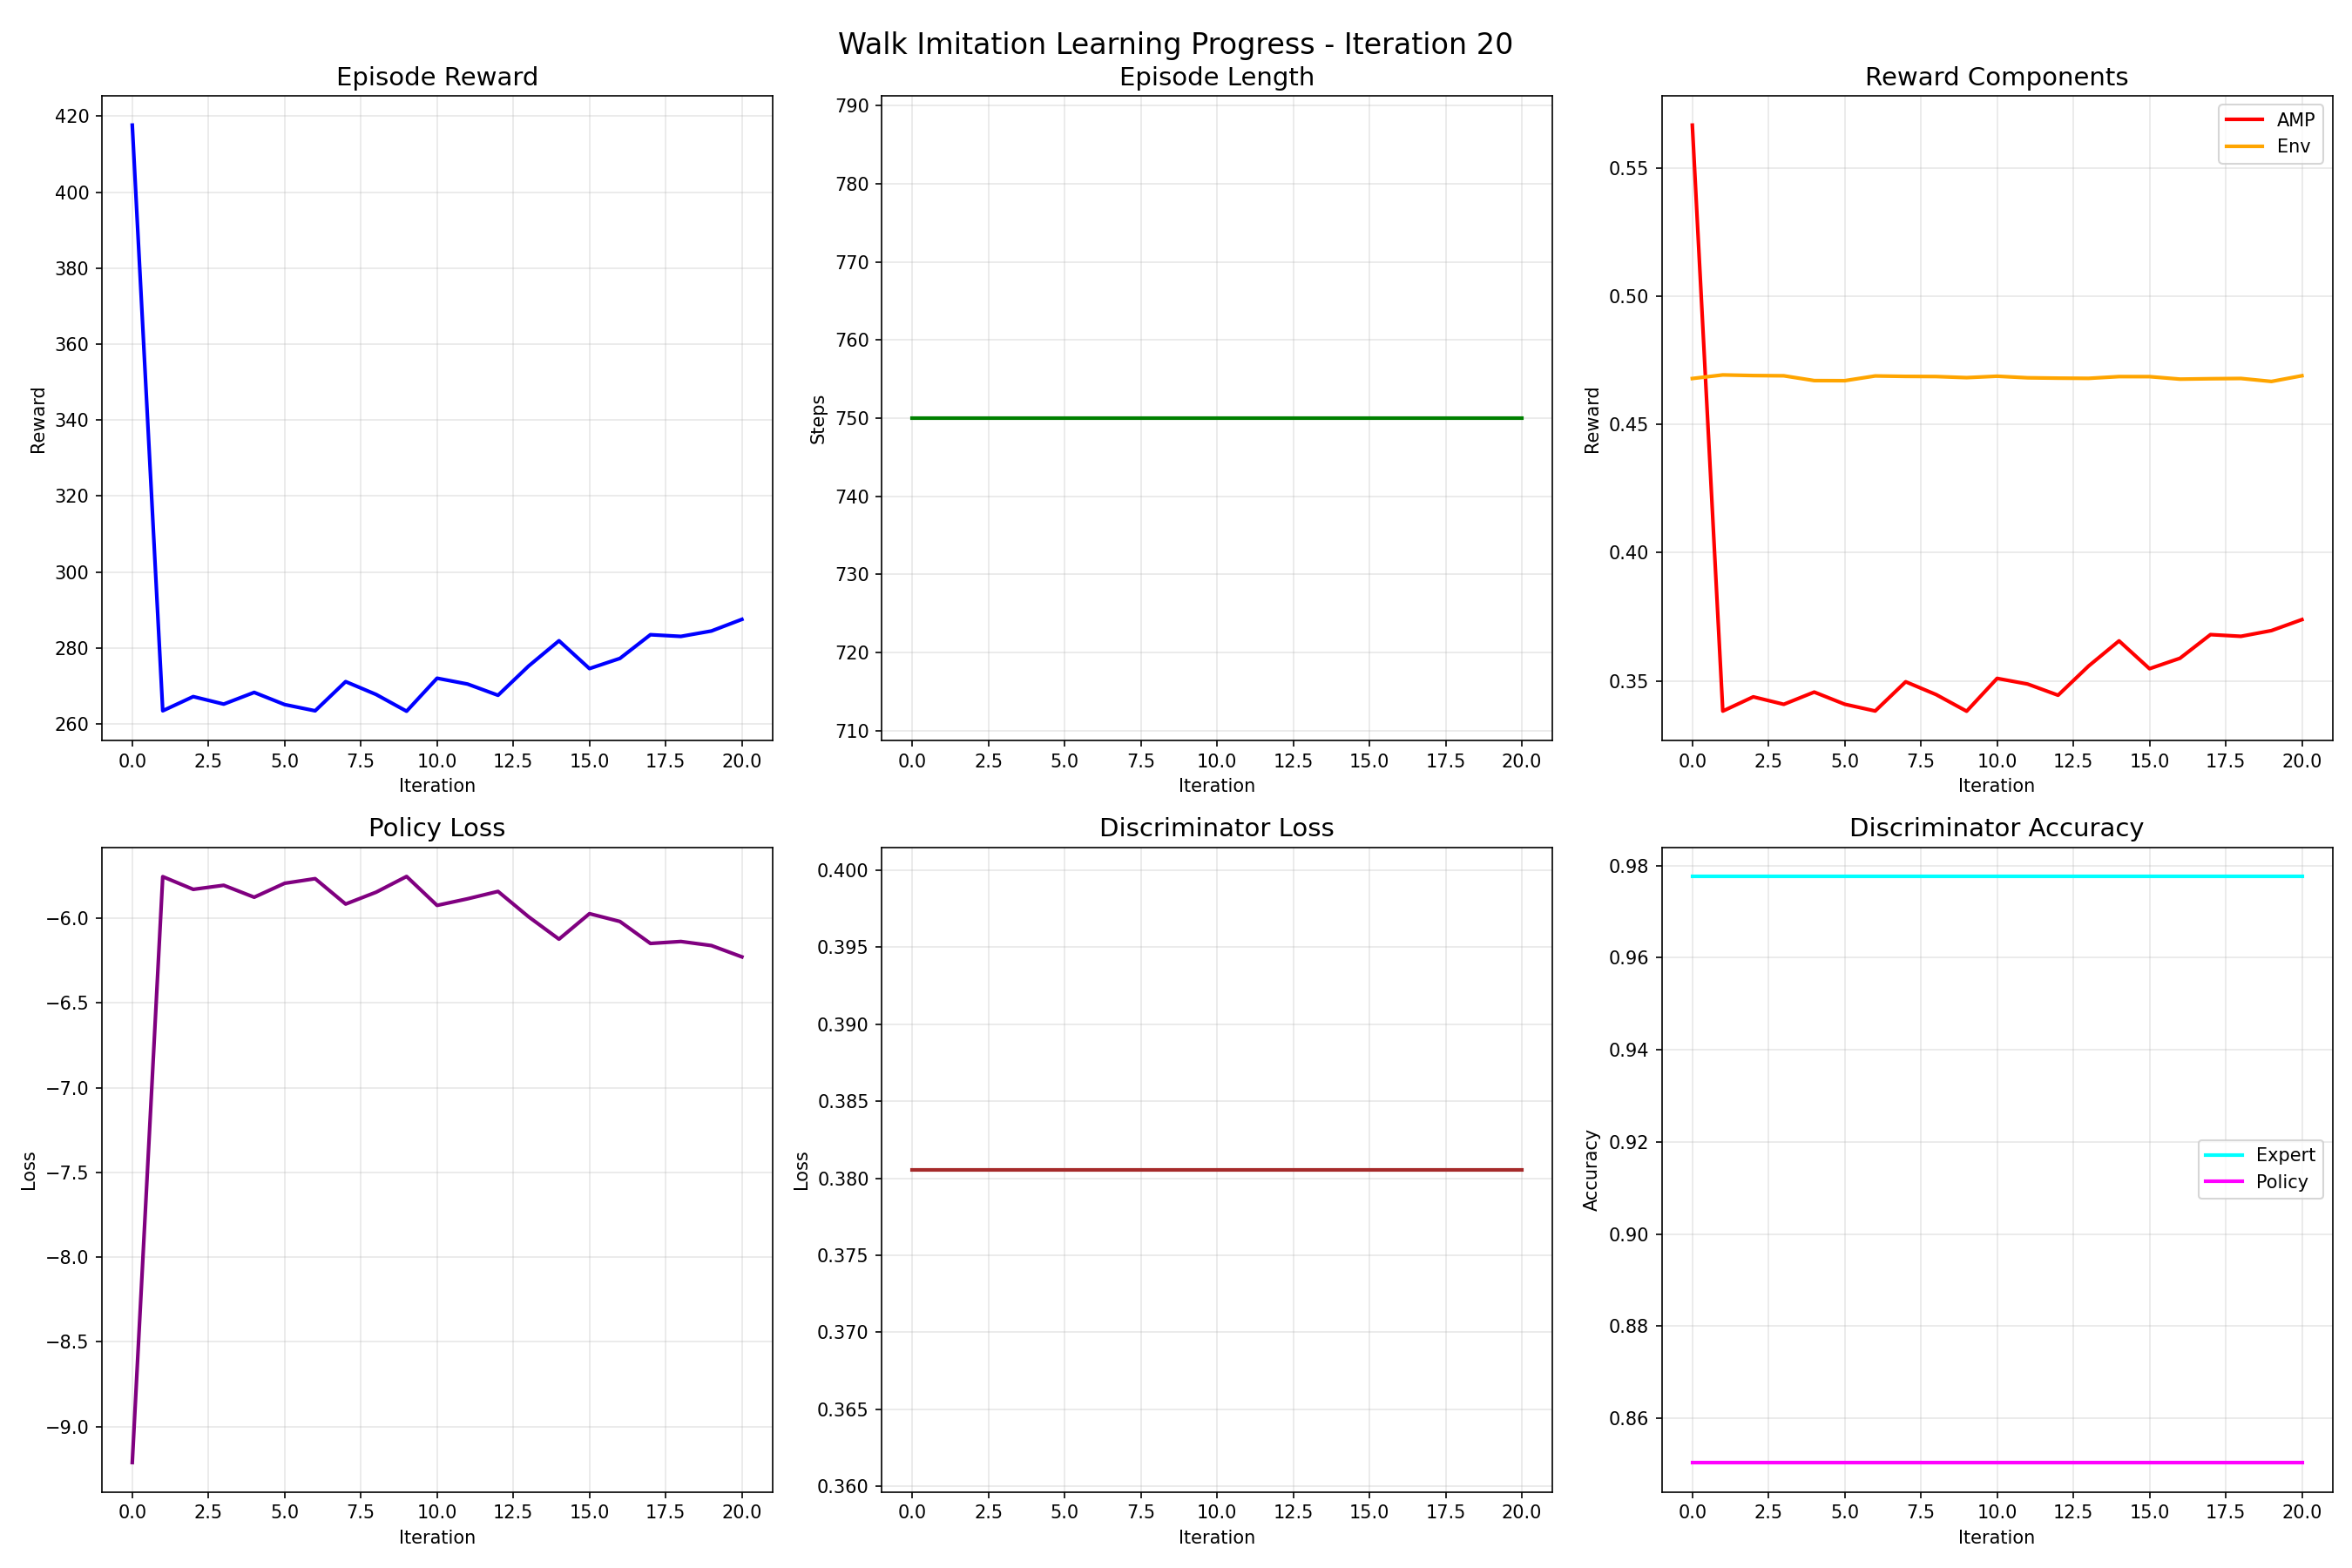 Walk Imitation Learning Progress - Iteration 20
Episode Reward
420
400
380
360
340
320
300
280
260
Reward
0.0 2.5 5.0 7.5 10.0 12.5 15.0 17.5 20.0
Iteration
Episode Length
790
780
770
760
750
740
730
720
710
Steps
0.0 2.5 5.0 7.5 10.0 12.5 15.0 17.5 20.0
Iteration
Reward Components
AMP
Env
0.55
0.50
0.45
0.40
0.35
Reward
0.0 2.5 5.0 7.5 10.0 12.5 15.0 17.5 20.0
Iteration
Policy Loss
−6.0
−6.5
−7.0
−7.5
−8.0
−8.5
−9.0
Loss
0.0 2.5 5.0 7.5 10.0 12.5 15.0 17.5 20.0
Iteration
Discriminator Loss
0.400
0.395
0.390
0.385
0.380
0.375
0.370
0.365
0.360
Loss
0.0 2.5 5.0 7.5 10.0 12.5 15.0 17.5 20.0
Iteration
Discriminator Accuracy
0.98
0.96
0.94
0.92
0.90
0.88
0.86
Accuracy
Expert
Policy
0.0 2.5 5.0 7.5 10.0 12.5 15.0 17.5 20.0
Iteration